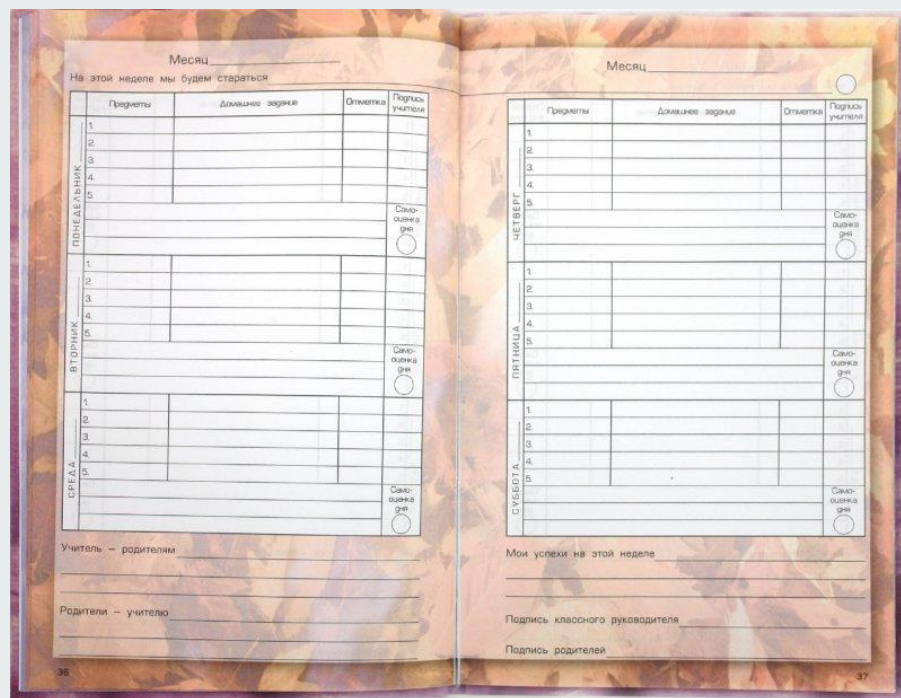 Месяц
На этой неделе мы будем стараться
Предметы Домашнее задание Отметка Подпись учителя
ПОНЕДЕЛЬНИК
1.
2.
3.
4.
5.
Само-
оценка
дня
ВТОРНИК
1.
2.
3.
4.
5.
Само-
оценка
дня
СРЕДА
1.
2.
3.
4.
5.
Само-
оценка
дня
Учитель – родителям
Родители – учителю
36
Месяц
Предметы Домашнее задание Отметка Подпись учителя
ЧЕТВЕРГ
1.
2.
3.
4.
5.
Само-
оценка
дня
ПЯТНИЦА
1.
2.
3.
4.
5.
Само-
оценка
дня
СУББОТА
1.
2.
3.
4.
5.
Само-
оценка
дня
Мои успехи на этой неделе
Подпись классного руководителя
Подпись родителей
37